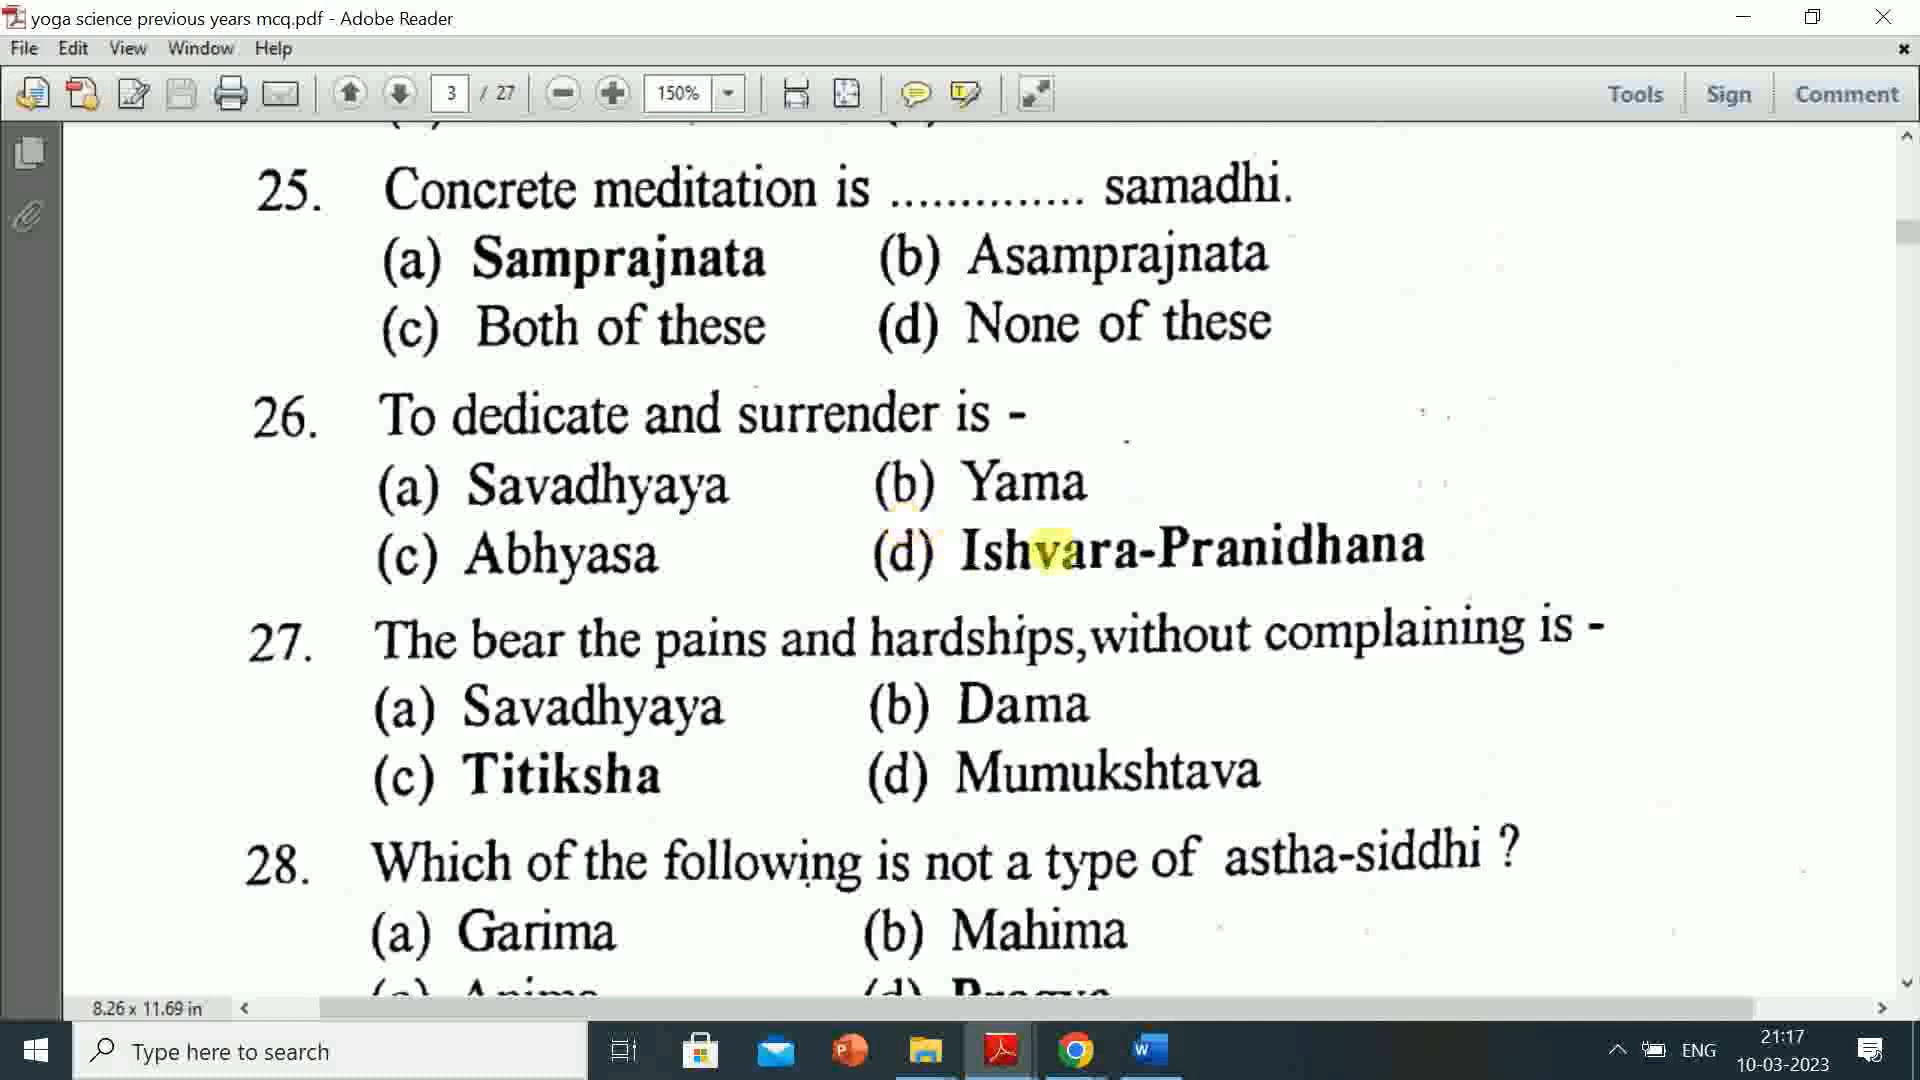 yoga science previous years mcq.pdf - Adobe Reader
File Edit View Window Help
3 / 27 150% Tools Sign Comment
25. Concrete meditation is .............. samadhi.
(a) Samprajnata (b) Asamprajnata
(c) Both of these (d) None of these
26. To dedicate and surrender is -
(a) Savadhyaya (b) Yama
(c) Abhyasa (d) Ishvara-Pranidhana
27. The bear the pains and hardships,without complaining is -
(a) Savadhyaya (b) Dama
(c) Titiksha (d) Mumukshtava
28. Which of the following is not a type of astha-siddhi ?
(a) Garima (b) Mahima
8.26 x 11.69 in
Type here to search
ENG
21:17
10-03-2023